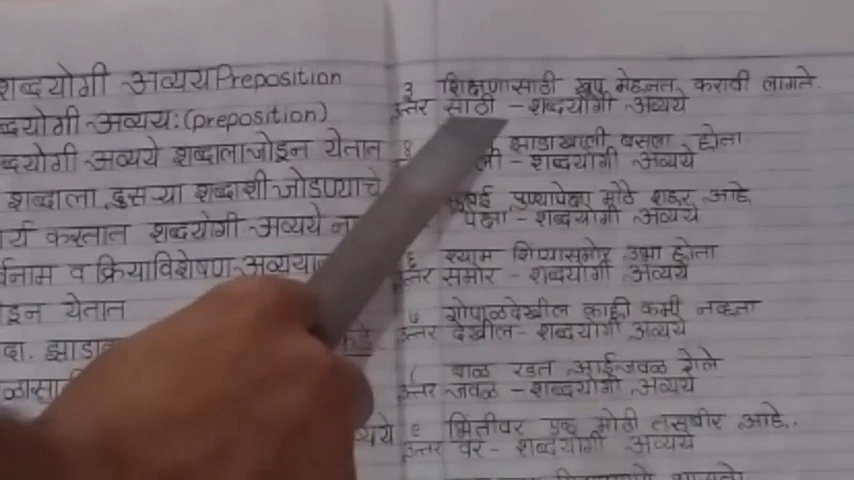 शब्दयोगी अव्यय Preposition
ब्दयोगी अव्यय: (preposition)
ब्दयोगी अव्यये शब्दाला जोडून येतात
शब्दाला दुसऱ्या शब्दाशी जोडण्याचे
र्य करतात शब्दयोगी अव्यये
र्वनाम व क्रियाविशेषण अव्यया
डून येतात
दा. झाडा
व्यये
३ शिक्षणासाठी खूप मेहनत करावी लागते.
उत्तर साठी - शब्दयोगी अव्यये
४ झाडाखाली बसला होता
ली - शब्दयोगी अव्यये
मुंबई पुण्यापेक्षा मोठे शहर आहे
पेक्षा - शब्दयोगी अव्यये
६ श्याम शिप्यासमोर उभा होता
उत्तर समोर - शब्दयोगी अव्यये
७ गोपाळदेखील काही कमी नव्हता
उत्तर देखील - शब्दयोगी अव्यये
८ बाळ रडत आईजवळ गेले
उत्तर जवळ - शब्दयोगी अव्यये
९ भिंतीवर एक मोठी तसबीर आहे.
उत्तर वर - शब्दयोगी अव्यये